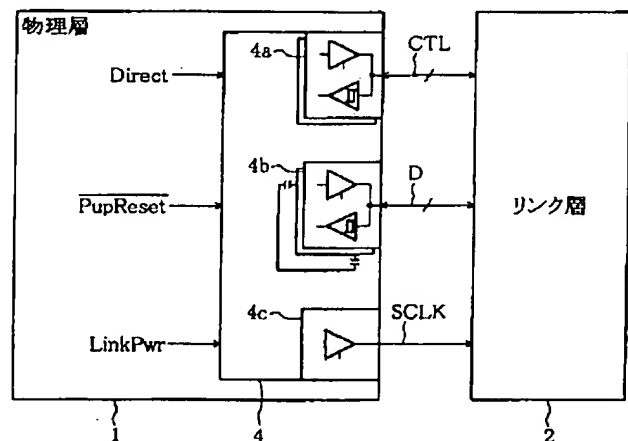 物理層
4a
CTL
Direct
4b
D
PupReset
リンク層
4c
SCLK
LinkPwr
1
4
2